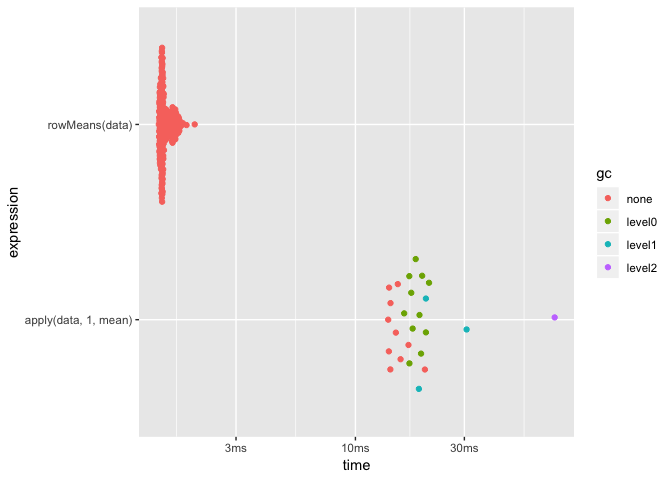 expression
rowMeans(data)
apply(data, 1, mean)
3ms
10ms
30ms
time
gc
none
level0
level1
level2